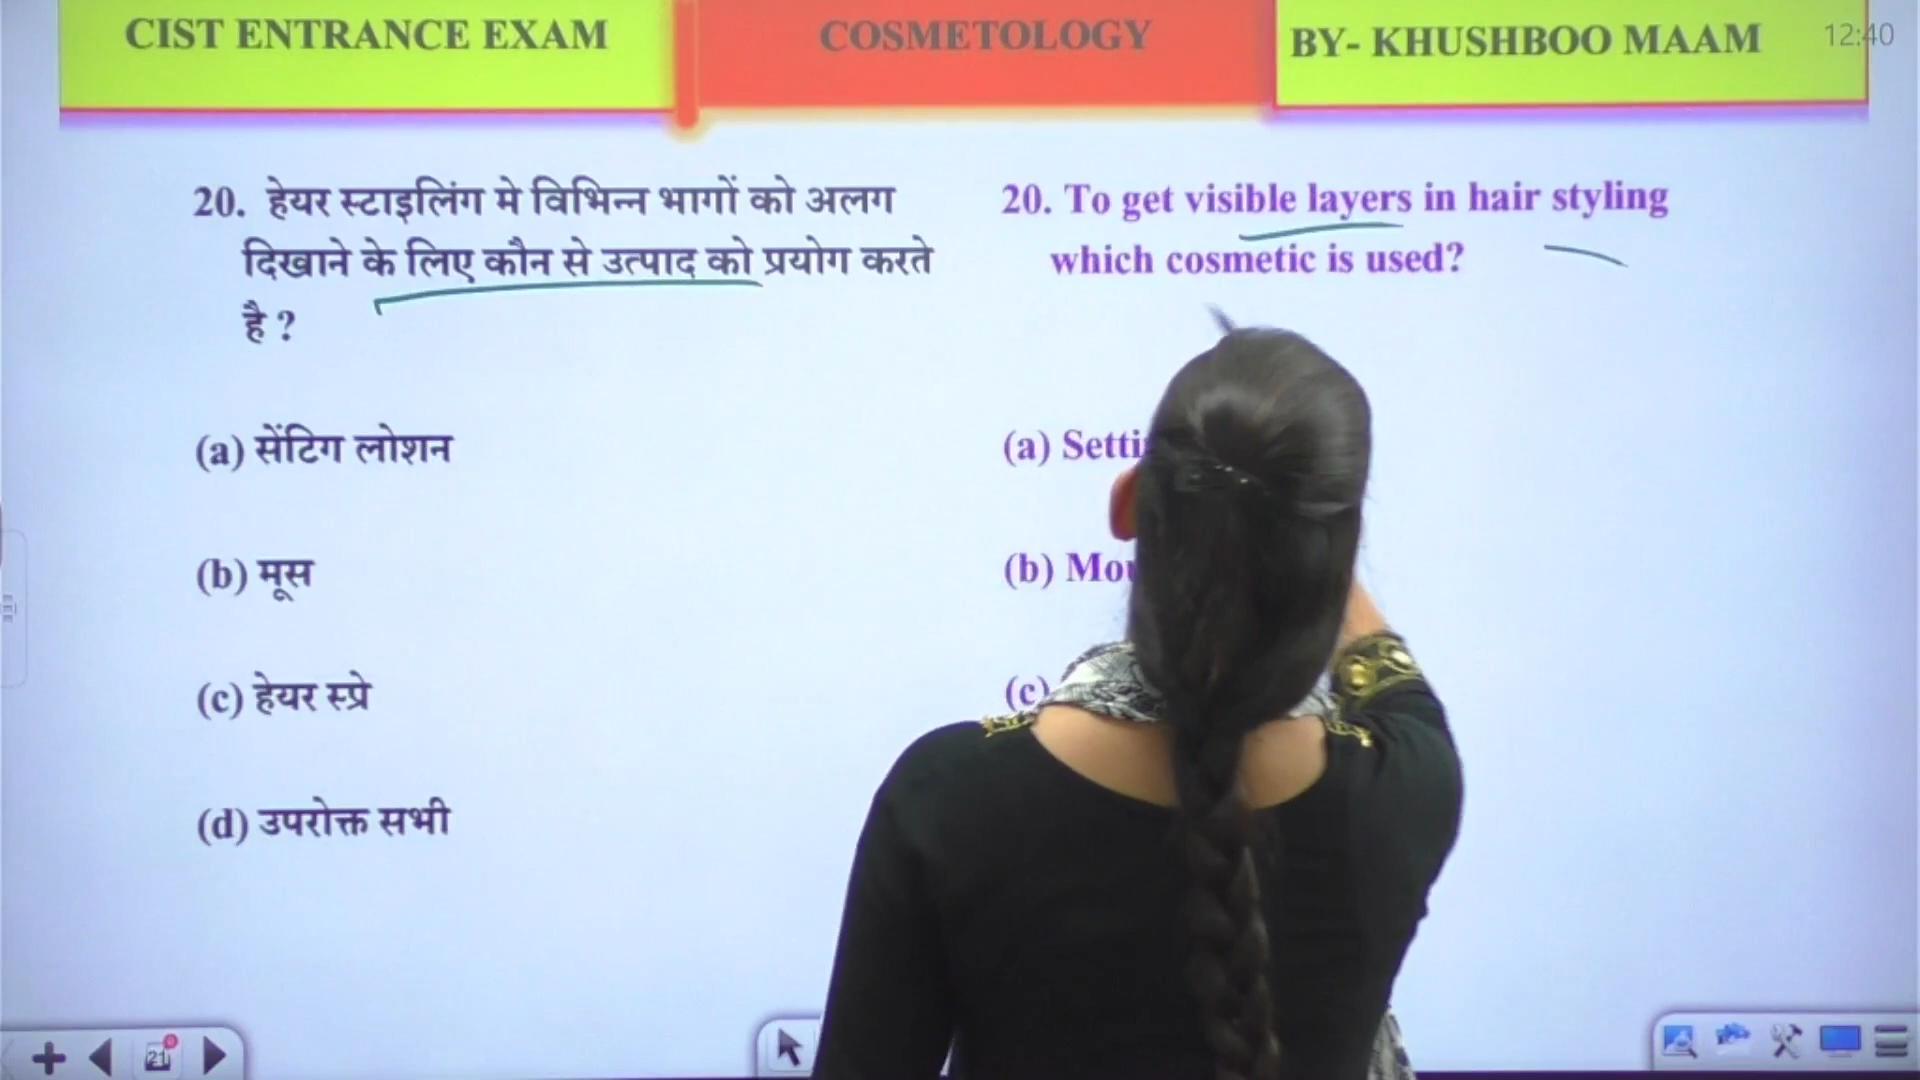 CIST ENTRANCE EXAM
COSMETOLOGY
BY- KHUSHBOO MAAM
12:40
20. हेयर स्टाइलिंग मे विभिन्न भागों को अलग
दिखाने के लिए कौन से उत्पाद को प्रयोग करते
है ?
(a) सेंटिग लोशन
(b) मूस
(c) हेयर स्प्रे
(d) उपरोक्त सभी
20. To get visible layers in hair styling
which cosmetic is used?
(a)
(b)
(c)
21